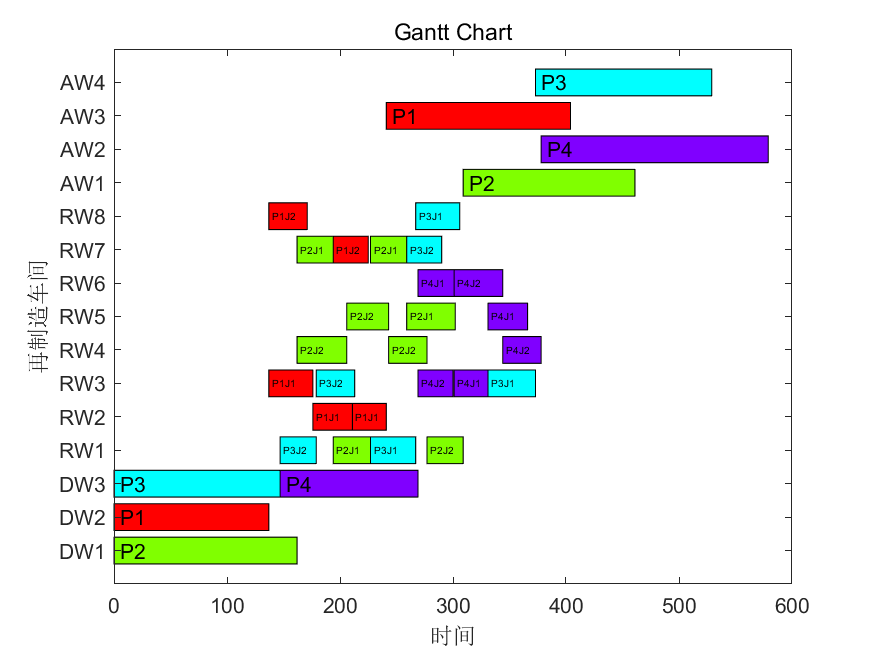 Gantt Chart
AW4 P3
AW3 P1
AW2 P4
AW1 P2
RW8 P1J2 P3J1
RW7 P2J1 P1J2 P2J1 P3J2
RW6 P4J1 P4J2
RW5 P2J2 P2J1 P4J1
RW4 P2J2 P2J2 P4J2
RW3 P1J1 P3J2 P4J2 P4J1 P3J1
RW2 P1J1 P1J1
RW1 P3J2 P2J1 P3J1 P2J2
DW3 P3 P4
DW2 P1
DW1 P2
0 100 200 300 400 500 600
时间
再制造车间